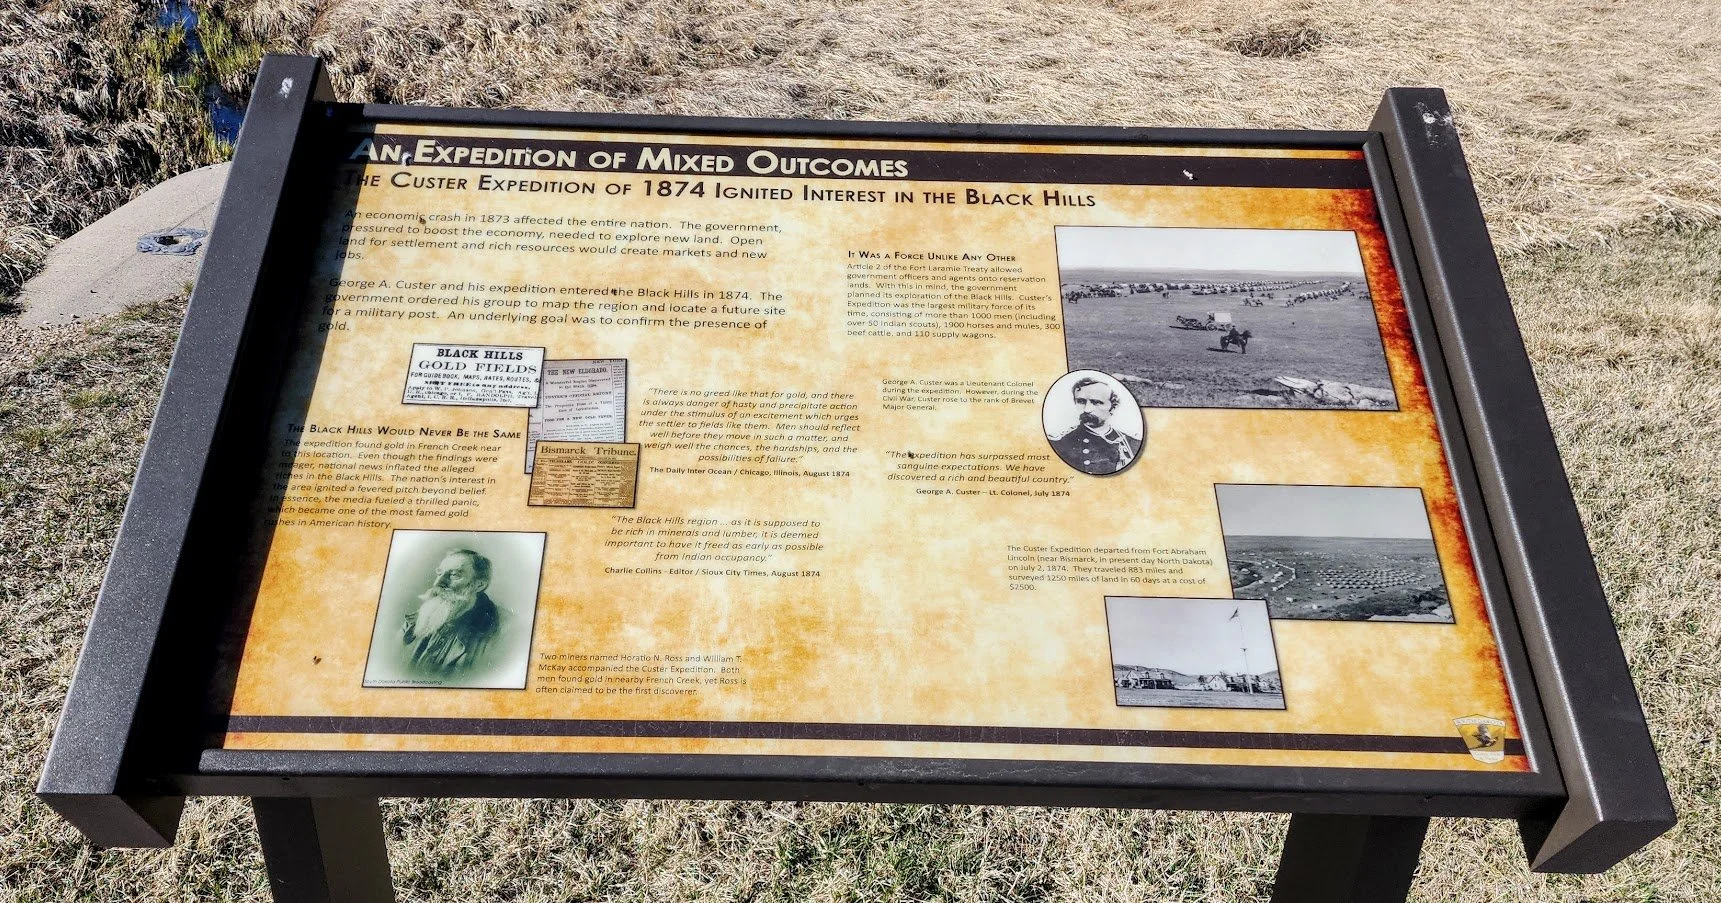 An Expedition of Mixed Outcomes
The Custer Expedition of 1874 Ignited Interest in the Black Hills
An economic crash in 1873 affected the entire nation. The government,
pressured to boost the economy, needed to explore new land. Open
land for settlement and rich resources would create markets and new
jobs.
George A. Custer and his expedition entered the Black Hills in 1874. The
government ordered his group to map the region and locate a future site
for a military post. An underlying goal was to confirm the presence of
gold.
BLACK HILLS
GOLD FIELDS
FOR GUIDE BOOK, MAPS, RATES, ROUTES, &
SENT FREE to any address,
THE NEW ELDORADO.
Bismarck Tribune.
The Black Hills Would Never Be the Same
The expedition found gold in French Creek near
to this location. Even though the findings were
meager, national news inflated the alleged
riches in the Black Hills. The nation's interest in
the area ignited a fevered pitch beyond belief.
In essence, the media fueled a thrilled panic,
which became one of the most famed gold
rushes in American history.
"There is no greed like that for gold, and there
is always danger of hasty and precipitate action
under the stimulus of an excitement which urges
the settler to fields like them. Men should reflect
well before they move in such a matter, and
weigh well the chances, the hardships, and the
possibilities of failure."
The Daily Inter Ocean / Chicago, Illinois, August 1874
"The Black Hills region ... as it is supposed to
be rich in minerals and lumber, it is deemed
important to have it freed as early as possible
from Indian occupancy."
Charlie Collins - Editor / Sioux City Times, August 1874
South Dakota Public Broadcasting
Two miners named Horatio N. Ross and William T.
McKay accompanied the Custer Expedition. Both
men found gold in nearby French Creek, yet Ross is
often claimed to be the first discoverer.
It Was a Force Unlike Any Other
Article 2 of the Fort Laramie Treaty allowed
government officers and agents onto reservation
lands. With this in mind, the government
planned its exploration of the Black Hills. Custer's
Expedition was the largest military force of its
time, consisting of more than 1000 men (including
over 50 Indian scouts), 1900 horses and mules, 300
beef cattle, and 110 supply wagons.
George A. Custer was a Lieutenant Colonel
during the expedition. However, during the
Civil War, Custer rose to the rank of Brevet
Major General.
"The expedition has surpassed most
sanguine expectations. We have
discovered a rich and beautiful country."
George A. Custer – Lt. Colonel, July 1874
The Custer Expedition departed from Fort Abraham
Lincoln (near Bismarck, in present day North Dakota)
on July 2, 1874. They traveled 883 miles and
surveyed 1250 miles of land in 60 days at a cost of
$2500.